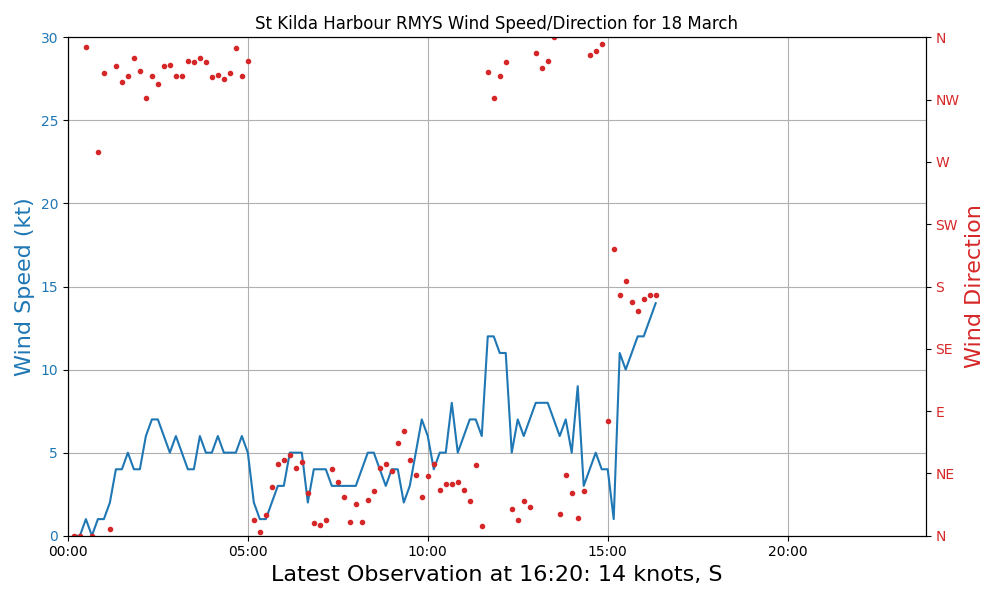 St Kilda Harbour RMYS Wind Speed/Direction for 18 March
30
25
20
15
10
5
0
Wind Speed (kt)
00:00
05:00
10:00
15:00
20:00
N
NW
W
SW
S
SE
E
NE
N
Wind Direction
Latest Observation at 16:20: 14 knots, S